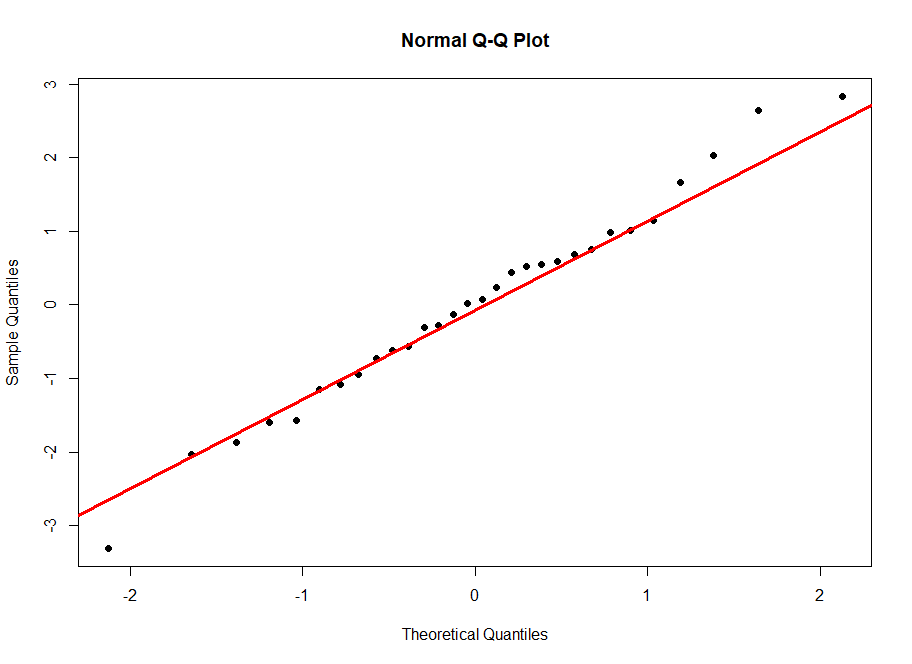 Normal Q-Q Plot
3
2
1
0
-1
-2
-3
Sample Quantiles
-2 -1 0 1 2
Theoretical Quantiles